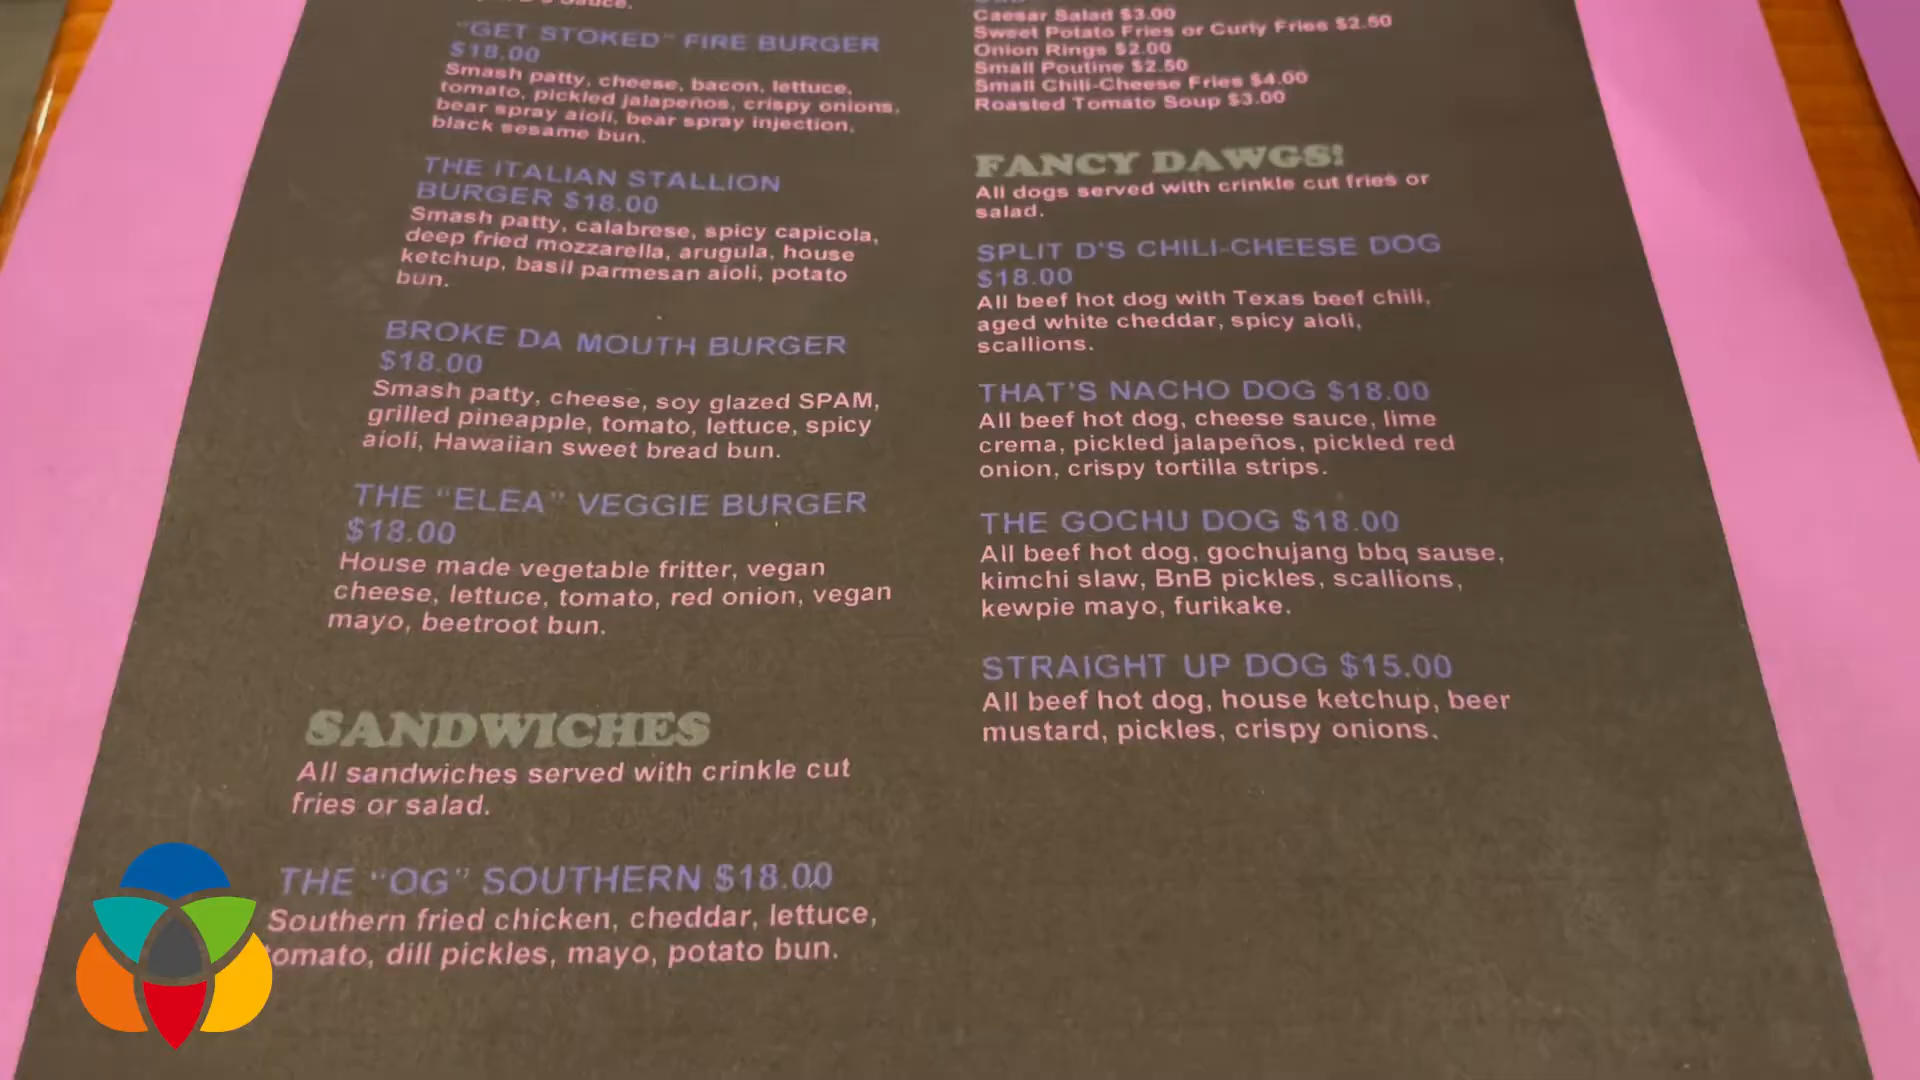 "GET STOKED" FIRE BURGER
$18.00
Smash patty, cheese, bacon, lettuce,
tomato, pickled jalapeños, crispy onions,
bear spray aioli, bear spray injection,
black sesame bun.
THE ITALIAN STALLION
BURGER $18.00
Smash patty, calabrese, spicy capicola,
deep fried mozzarella, arugula, house
ketchup, basil parmesan aioli, potato
bun.
BROKE DA MOUTH BURGER
$18.00
Smash patty, cheese, soy glazed SPAM,
grilled pineapple, tomato, lettuce, spicy
aioli, Hawaiian sweet bread bun.
THE "ELEA" VEGGIE BURGER
$18.00
House made vegetable fritter, vegan
cheese, lettuce, tomato, red onion, vegan
mayo, beetroot bun.
SANDWICHES
All sandwiches served with crinkle cut
fries or salad.
THE "OG" SOUTHERN $18.00
Southern fried chicken, cheddar, lettuce,
tomato, dill pickles, mayo, potato bun.
Caesar Salad $3.00
Sweet Potato Fries or Curly Fries $2.50
Onion Rings $2.00
Small Poutine $2.50
Small Chili-Cheese Fries $4.00
Roasted Tomato Soup $3.00
FANCY DAWGS!
All dogs served with crinkle cut fries or
salad.
SPLIT D'S CHILI-CHEESE DOG
$18.00
All beef hot dog with Texas beef chili,
aged white cheddar, spicy aioli,
scallions.
THAT'S NACHO DOG $18.00
All beef hot dog, cheese sauce, lime
crema, pickled jalapeños, pickled red
onion, crispy tortilla strips.
THE GOCHU DOG $18.00
All beef hot dog, gochujang bbq sause,
kimchi slaw, BnB pickles, scallions,
kewpie mayo, furikake.
STRAIGHT UP DOG $15.00
All beef hot dog, house ketchup, beer
mustard, pickles, crispy onions.